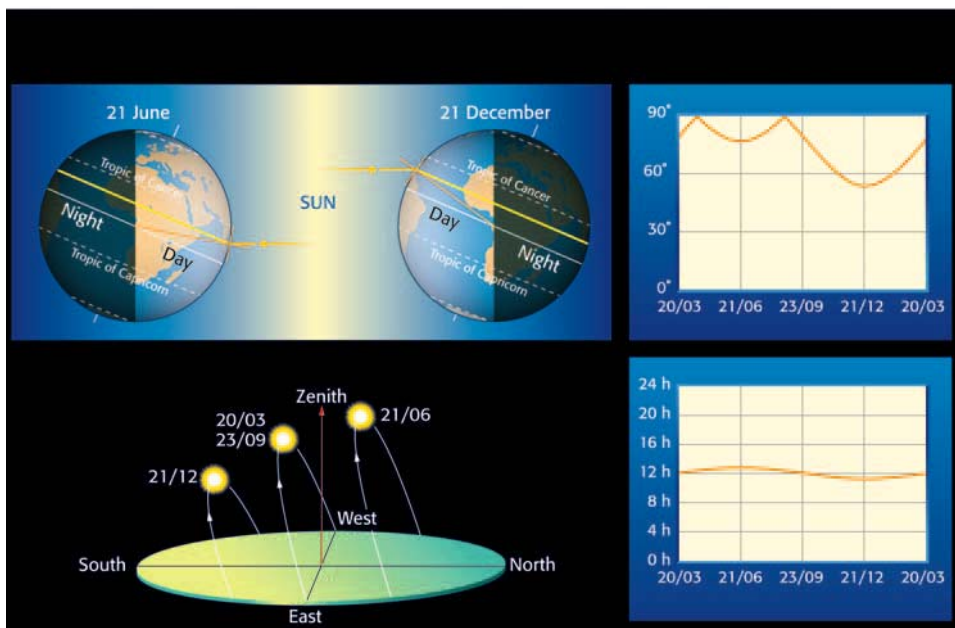 21 June
21 December
Tropic of Cancer
Night
Day
Tropic of Capricorn
SUN
Tropic of Cancer
Day
Night
Tropic of Capricorn
90°
60°
30°
0°
20/03 21/06 23/09 21/12 20/03
Zenith
20/03
23/09
21/06
21/12
West
South
North
East
24 h
20 h
16 h
12 h
8 h
4 h
0 h
20/03 21/06 23/09 21/12 20/03